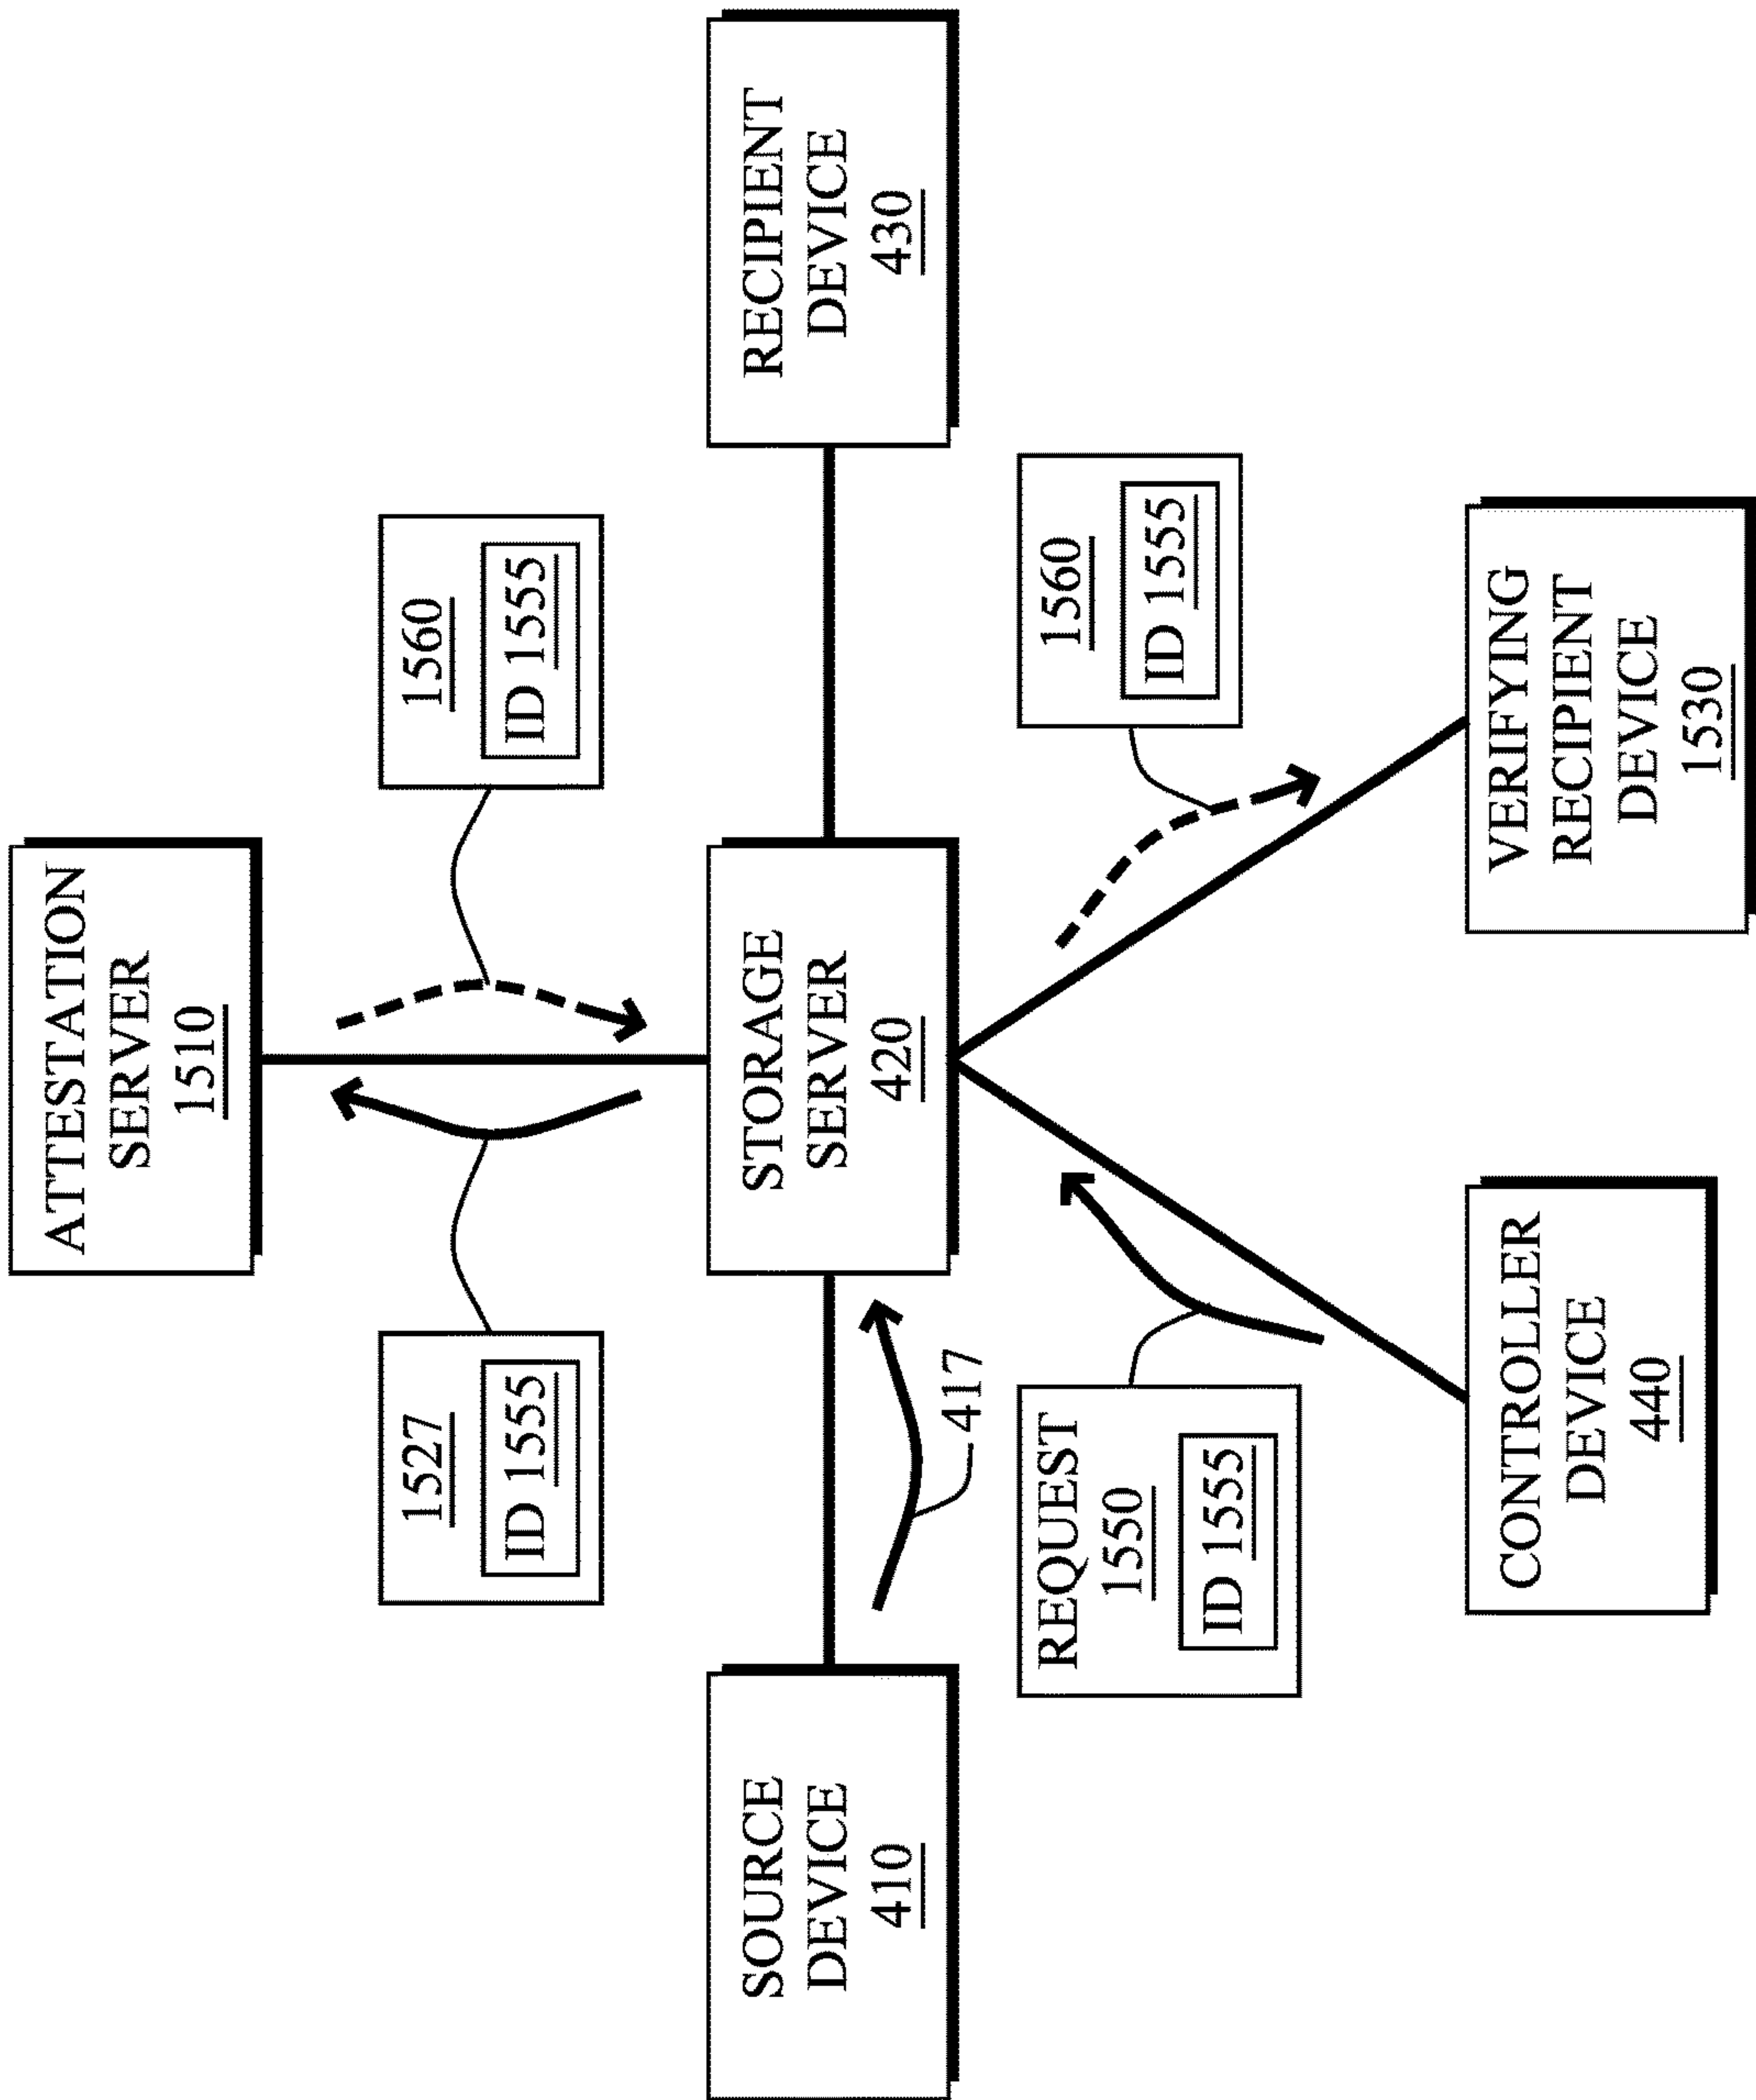 ATTESTATION
SERVER
1510
1527
ID 1555
1560
ID 1555
SOURCE
DEVICE
410
417
STORAGE
SERVER
420
RECIPIENT
DEVICE
430
REQUEST
1550
ID 1555
1560
ID 1555
CONTROLLER
DEVICE
440
VERIFYING
RECIPIENT
DEVICE
1530